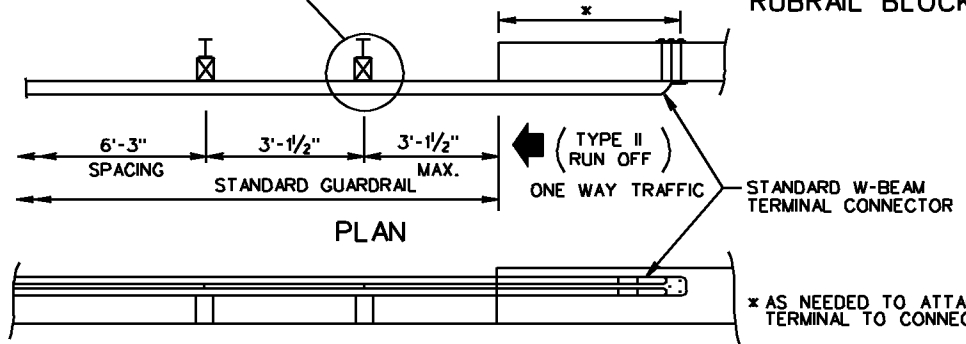 RUBRAIL BLOCK
*
6'-3"
SPACING
3'-1½"
3'-1½"
MAX.
STANDARD GUARDRAIL
( TYPE II
RUN OFF )
ONE WAY TRAFFIC
STANDARD W-BEAM
TERMINAL CONNECTOR
PLAN
* AS NEEDED TO ATTA
TERMINAL TO CONNEC